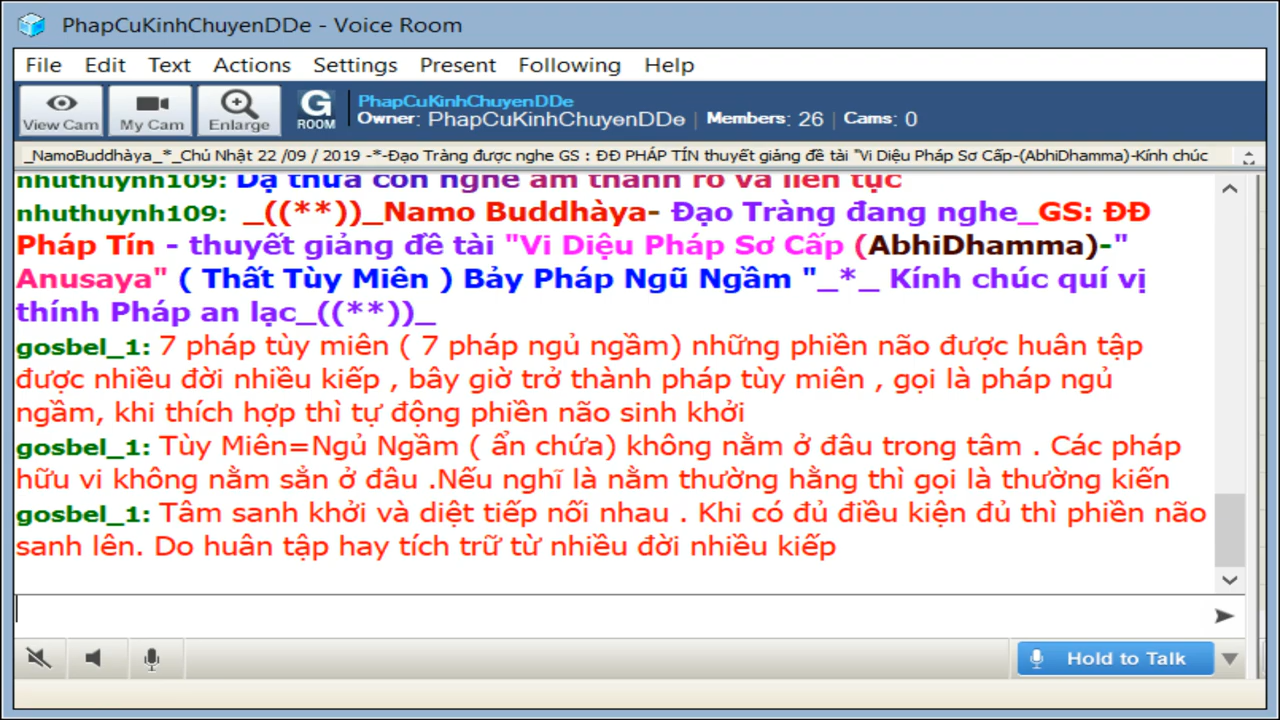 PhapCuKinhChuyenDDe - Voice Room
File Edit Text Actions Settings Present Following Help
View Cam My Cam Enlarge G ROOM
PhapCuKinhChuyenDDe
Owner: PhapCuKinhChuyenDDe | Members: 26 | Cams: 0
_NamoBuddhàya_*_Chủ Nhật 22 /09 / 2019 -*-Đạo Tràng được nghe GS : ĐĐ PHÁP TÍN thuyết giảng đề tài "Vi Diệu Pháp Sơ Cấp-(AbhiDhamma)-Kính chúc
nhuthuynh109: Dạ thưa con nghe âm thanh rõ và liên tục
nhuthuynh109: _((**))_Namo Buddhàya- Đạo Tràng đang nghe_GS: ĐĐ
Pháp Tín - thuyết giảng đề tài "Vi Diệu Pháp Sơ Cấp (AbhiDhamma)-"
Anusaya" ( Thất Tùy Miên ) Bảy Pháp Ngũ Ngầm "_*_ Kính chúc quí vị
thính Pháp an lạc_((**))_
gosbel_1: 7 pháp tùy miên ( 7 pháp ngủ ngầm) những phiền não được huân tập
được nhiều đời nhiều kiếp , bây giờ trở thành pháp tùy miên , gọi là pháp ngủ
ngầm, khi thích hợp thì tự động phiền não sinh khởi
gosbel_1: Tùy Miên=Ngủ Ngầm ( ẩn chứa) không nằm ở đâu trong tâm . Các pháp
hữu vi không nằm sẳn ở đâu .Nếu nghĩ là nằm thường hằng thì gọi là thường kiến
gosbel_1: Tâm sanh khởi và diệt tiếp nối nhau . Khi có đủ điều kiện đủ thì phiền não
sanh lên. Do huân tập hay tích trữ từ nhiều đời nhiều kiếp
Hold to Talk